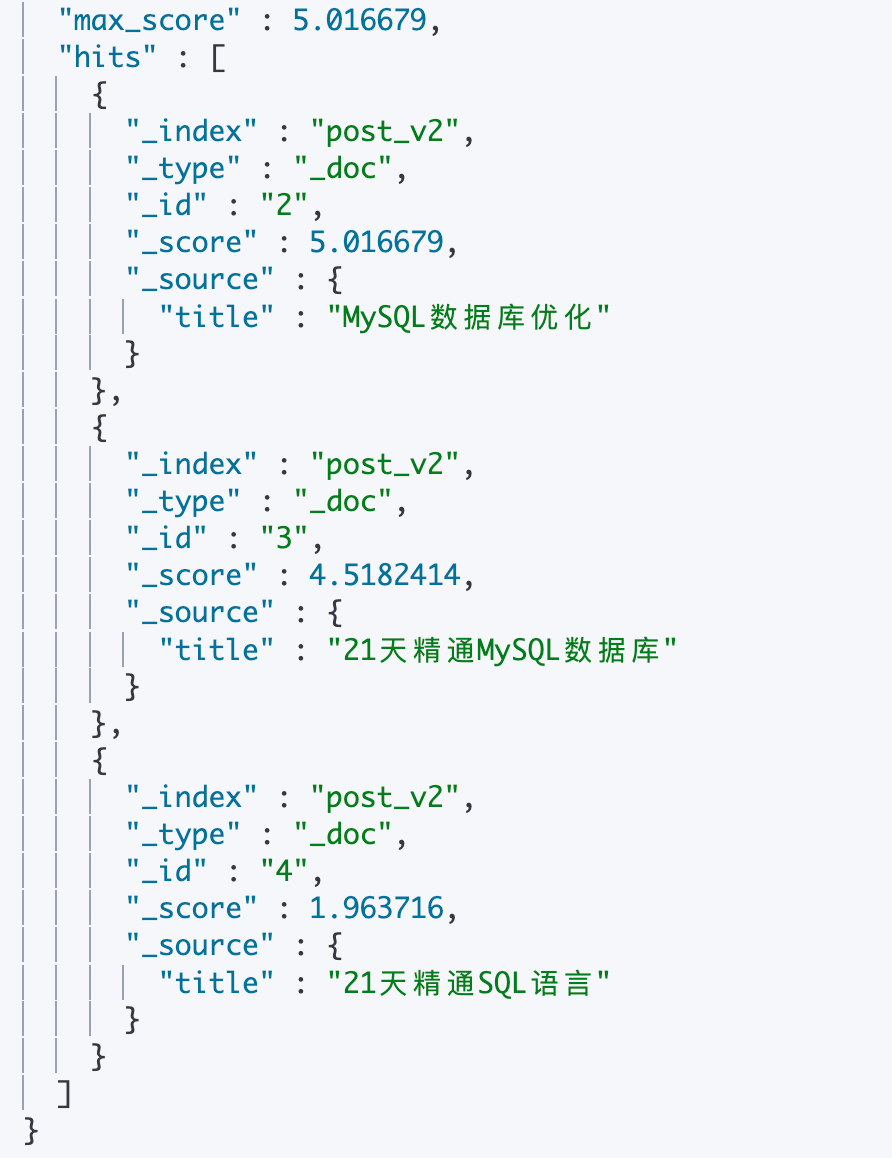 "max_score" : 5.016679,
"hits" : [
{
"_index" : "post_v2",
"_type" : "_doc",
"_id" : "2",
"_score" : 5.016679,
"_source" : {
"title" : "MySQL数据库优化"
}
},
{
"_index" : "post_v2",
"_type" : "_doc",
"_id" : "3",
"_score" : 4.5182414,
"_source" : {
"title" : "21天精通MySQL数据库"
}
},
{
"_index" : "post_v2",
"_type" : "_doc",
"_id" : "4",
"_score" : 1.963716,
"_source" : {
"title" : "21天精通SQL语言"
}
}
]
}